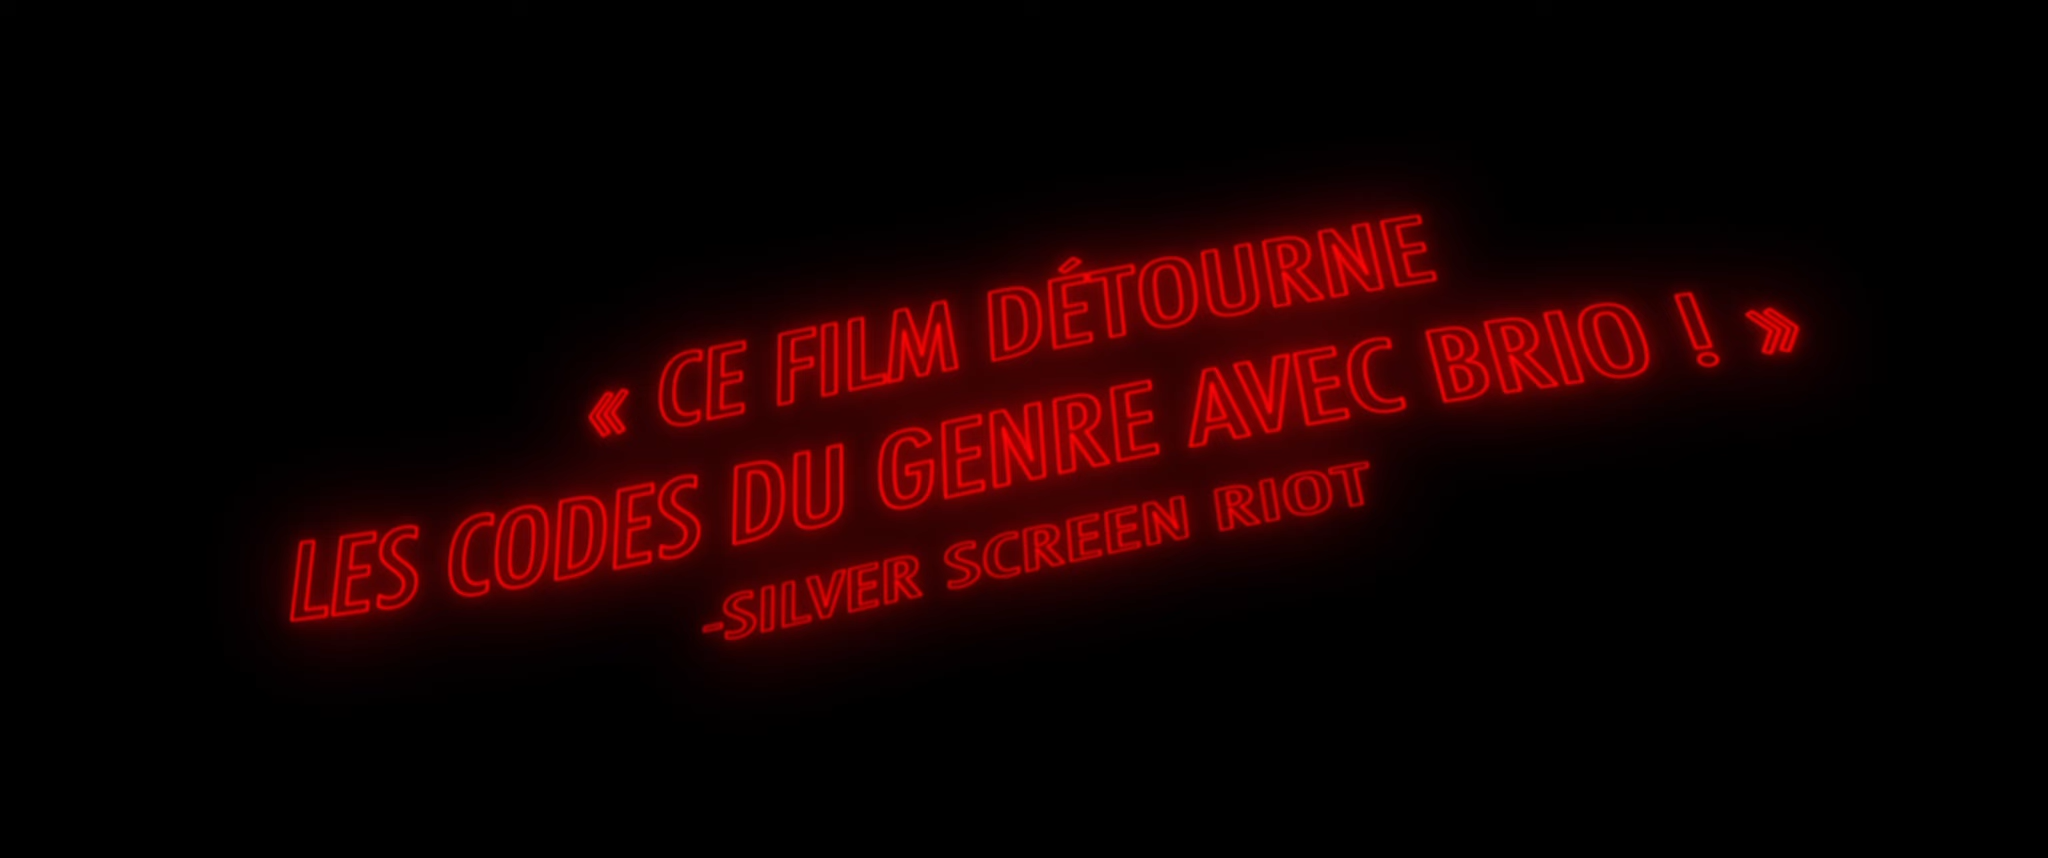 « CE FILM DÉTOURNE
LES CODES DU GENRE AVEC BRIO ! »
-SILVER SCREEN RIOT